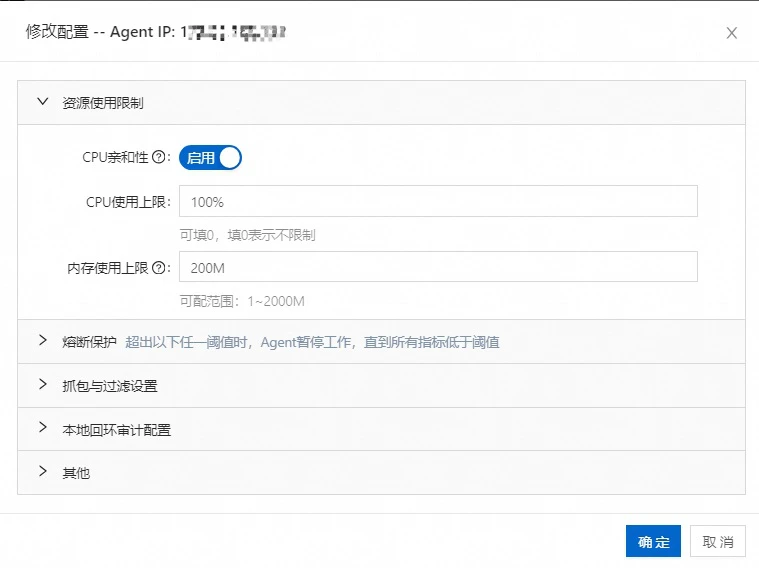 修改配置 -- Agent IP:
资源使用限制
CPU亲和性 ?: 启用
CPU使用上限: 100%
可填0，填0表示不限制
内存使用上限 ?: 200M
可配范围：1~2000M
熔断保护 超出以下任一阈值时，Agent暂停工作，直到所有指标低于阈值
抓包与过滤设置
本地回环审计配置
其他
确定 取消